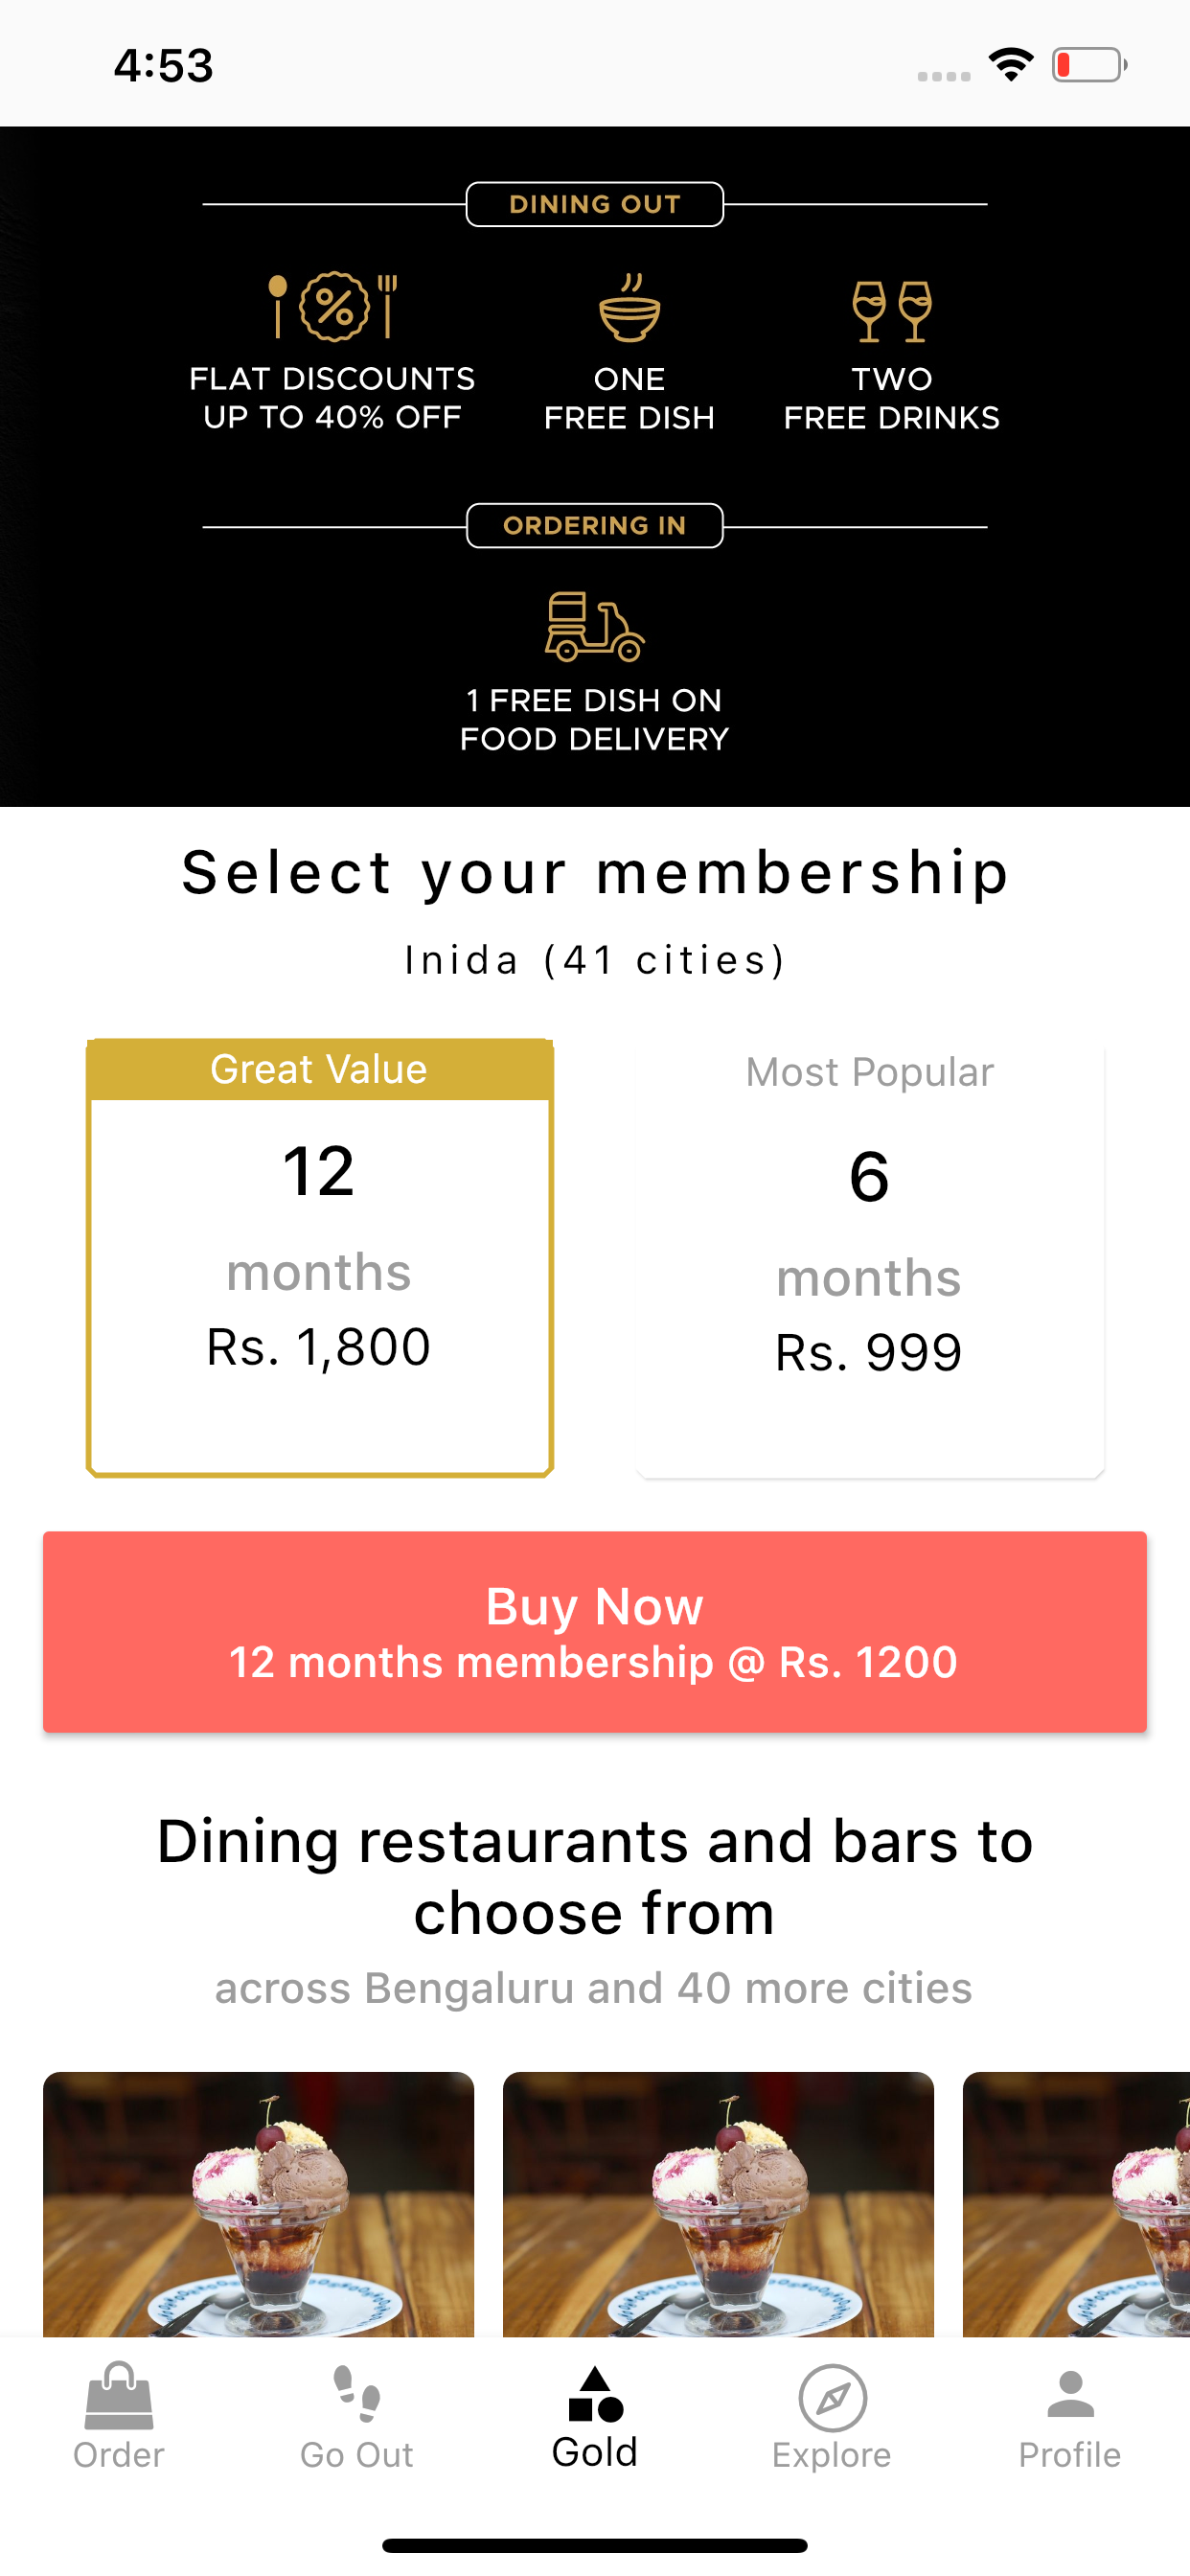 4:53
DINING OUT
%
FLAT DISCOUNTS
UP TO 40% OFF
ONE
FREE DISH
TWO
FREE DRINKS
ORDERING IN
1 FREE DISH ON
FOOD DELIVERY
Select your membership
Inida (41 cities)
Great Value
12
months
Rs. 1,800
Most Popular
6
months
Rs. 999
Buy Now
12 months membership @ Rs. 1200
Dining restaurants and bars to
choose from
across Bengaluru and 40 more cities
Order
Go Out
Gold
Explore
Profile